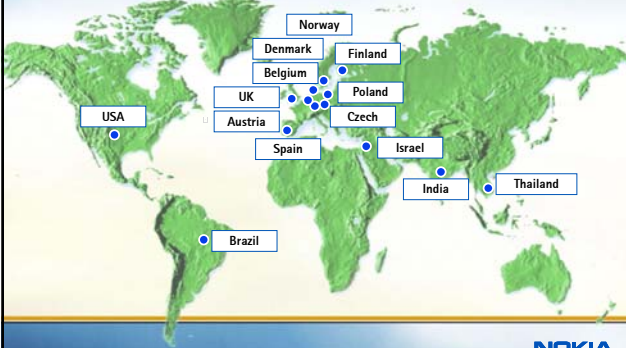 Norway
Denmark
Finland
Belgium
UK
Poland
USA
Austria
Czech
Spain
Israel
India
Thailand
Brazil
NOKIA